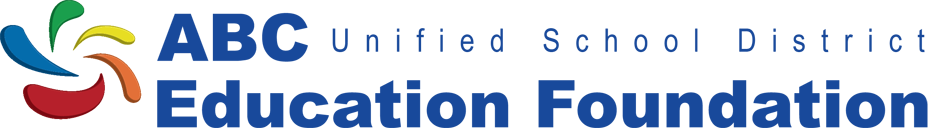 ABC Unified School District
Education Foundation